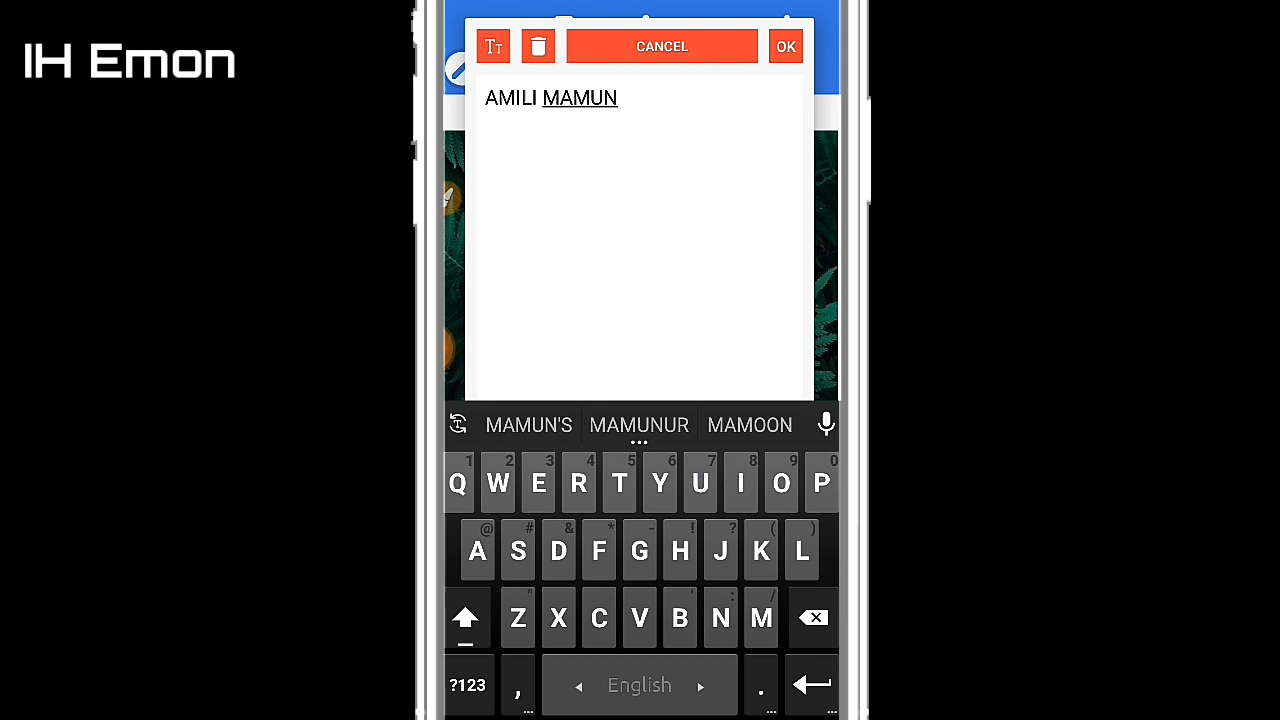 IH Emon
Tт CANCEL OK
AMILI MAMUN
MAMUN'S MAMUNUR MAMOON
1 2 3 4 5 6 7 8 9 0
Q W E R T Y U I O P
@ # & * - ! ? ( )
A S D F G H J K L
" ' : /
Z X C V B N M
?123 , English .